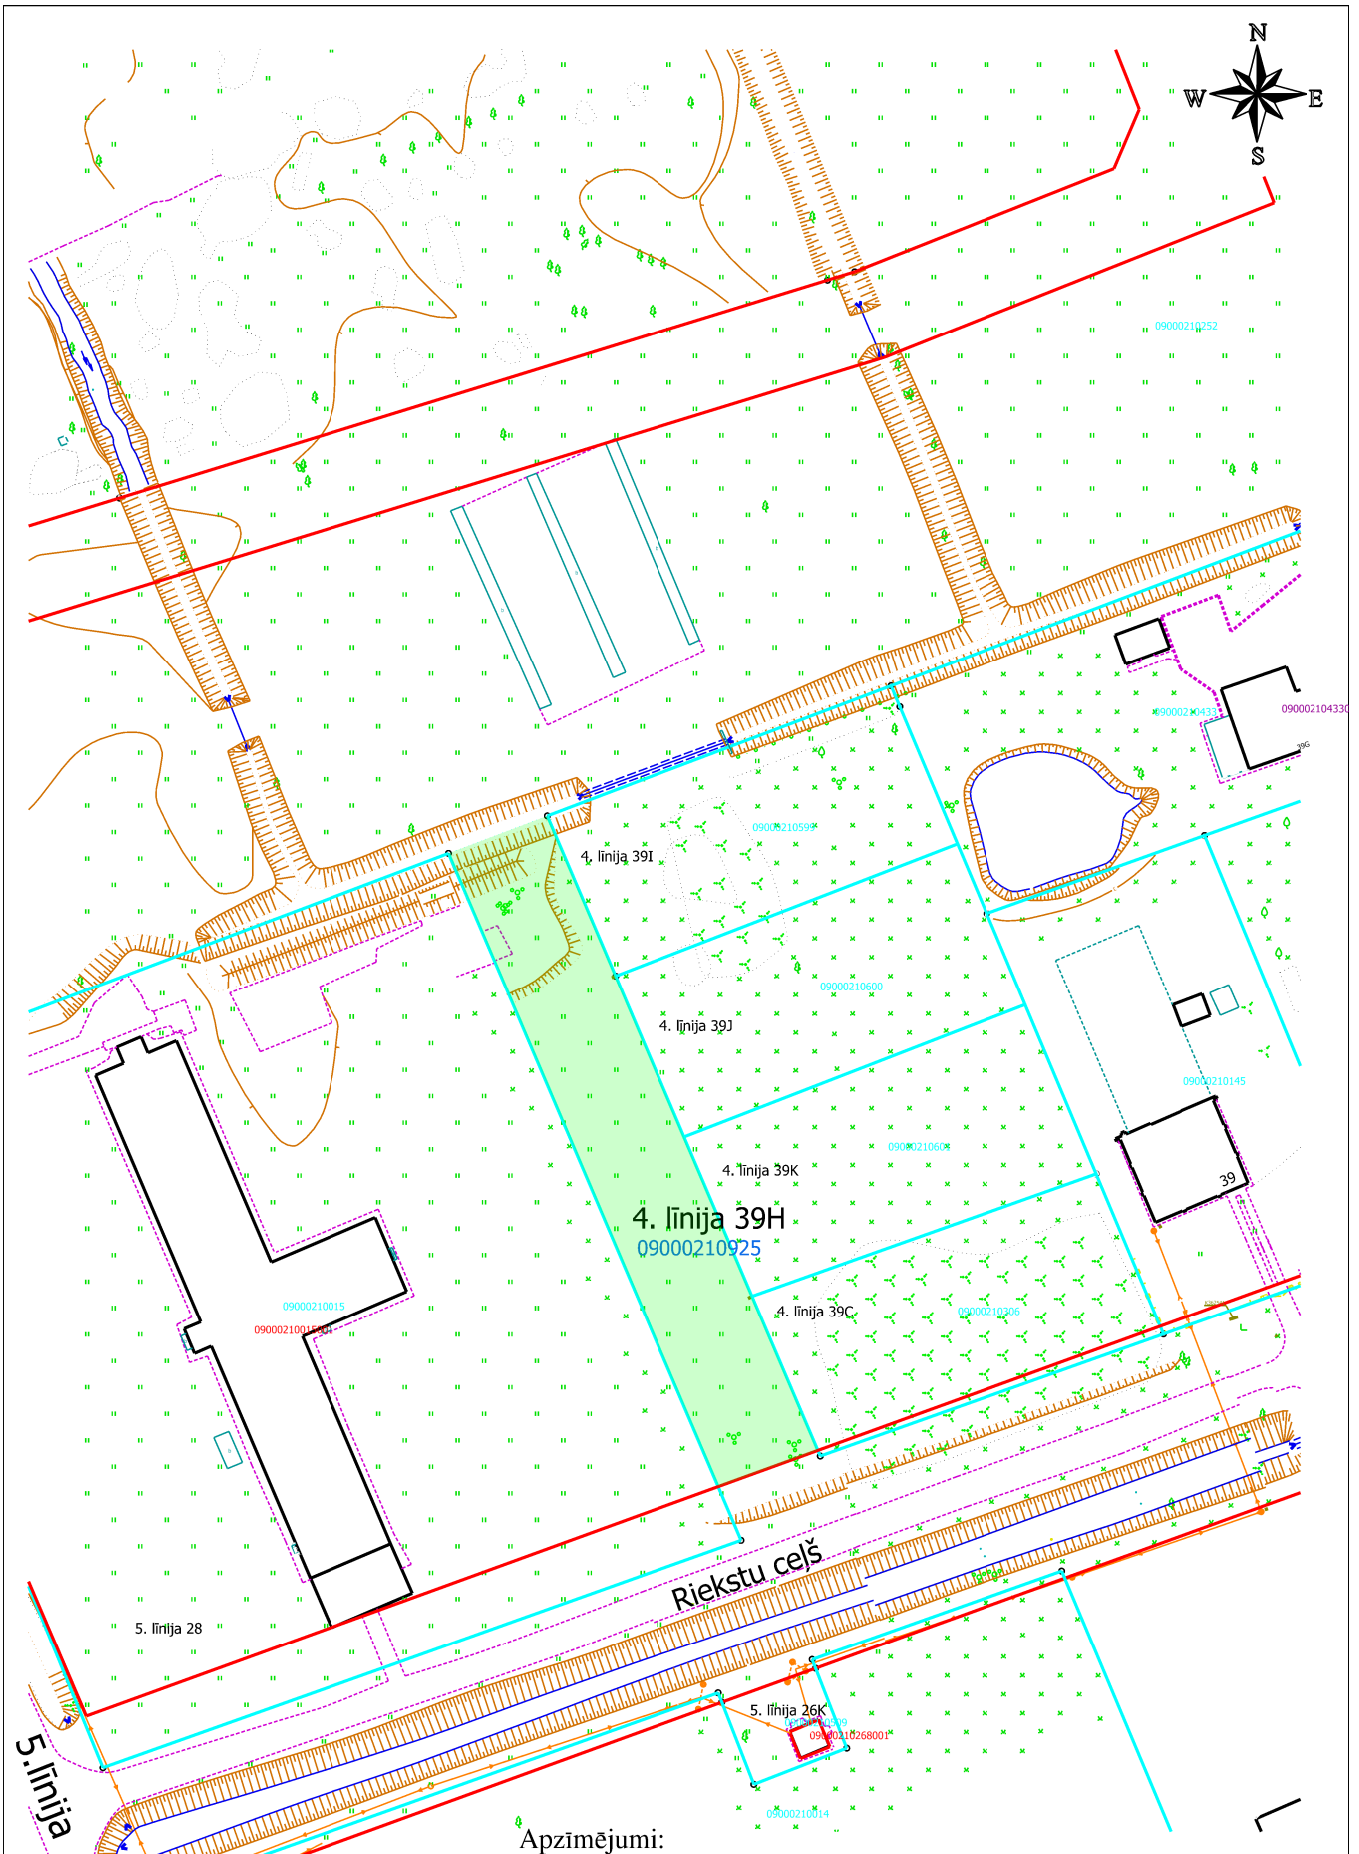 N
W E
S
09000210252
09000210433
090002104330
39G
09000210599
4. līnija 39I
09000210600
4. līnija 39J
09000210145
4. līnija 39K
39
4. līnija 39H
09000210925
09000210015
4. līnija 39C
09000210306
Riekstu ceļš
5. līnija 28
5. līnija 26K
09000210268001
5.līnija
09000210014
Apzīmējumi: